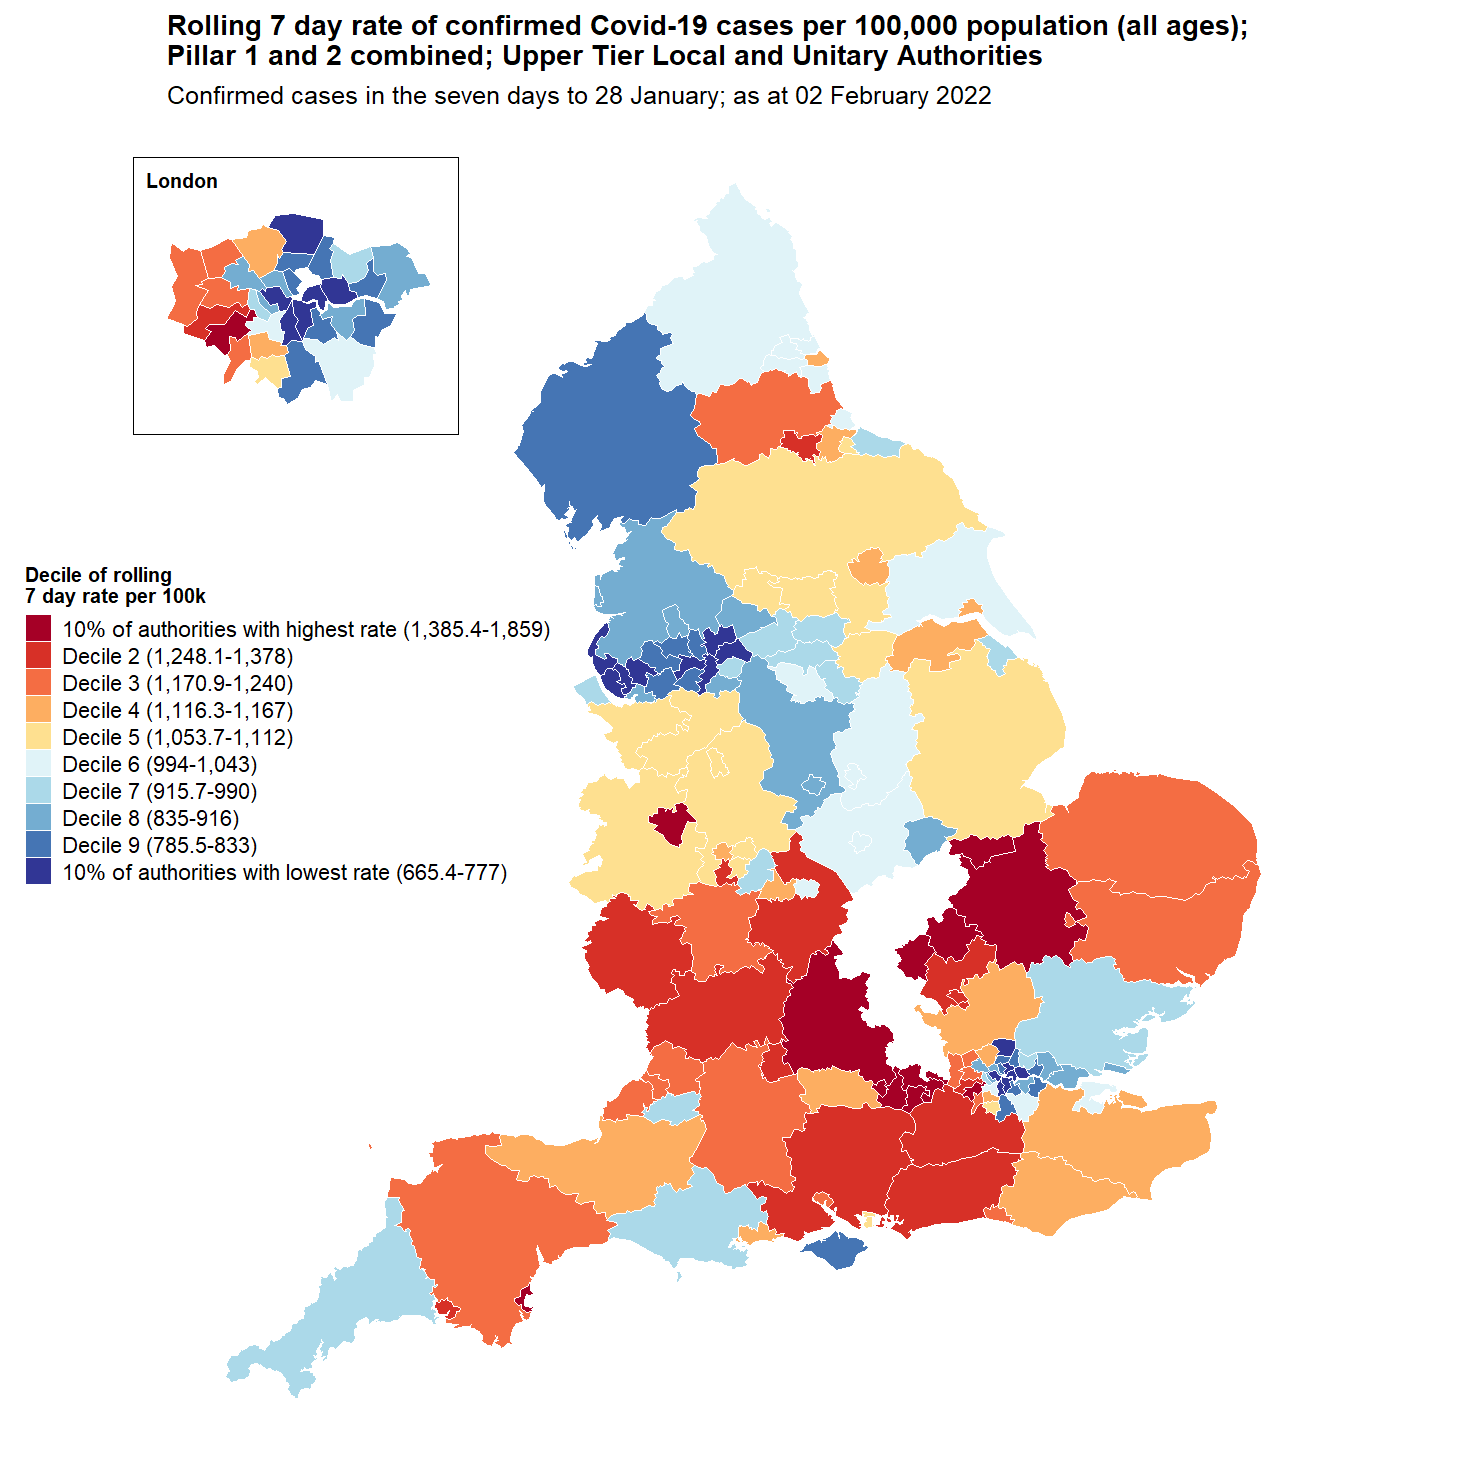 Rolling 7 day rate of confirmed Covid-19 cases per 100,000 population (all ages);
Pillar 1 and 2 combined; Upper Tier Local and Unitary Authorities
Confirmed cases in the seven days to 28 January; as at 02 February 2022
London
Decile of rolling
7 day rate per 100k
10% of authorities with highest rate (1,385.4-1,859)
Decile 2 (1,248.1-1,378)
Decile 3 (1,170.9-1,240)
Decile 4 (1,116.3-1,167)
Decile 5 (1,053.7-1,112)
Decile 6 (994-1,043)
Decile 7 (915.7-990)
Decile 8 (835-916)
Decile 9 (785.5-833)
10% of authorities with lowest rate (665.4-777)